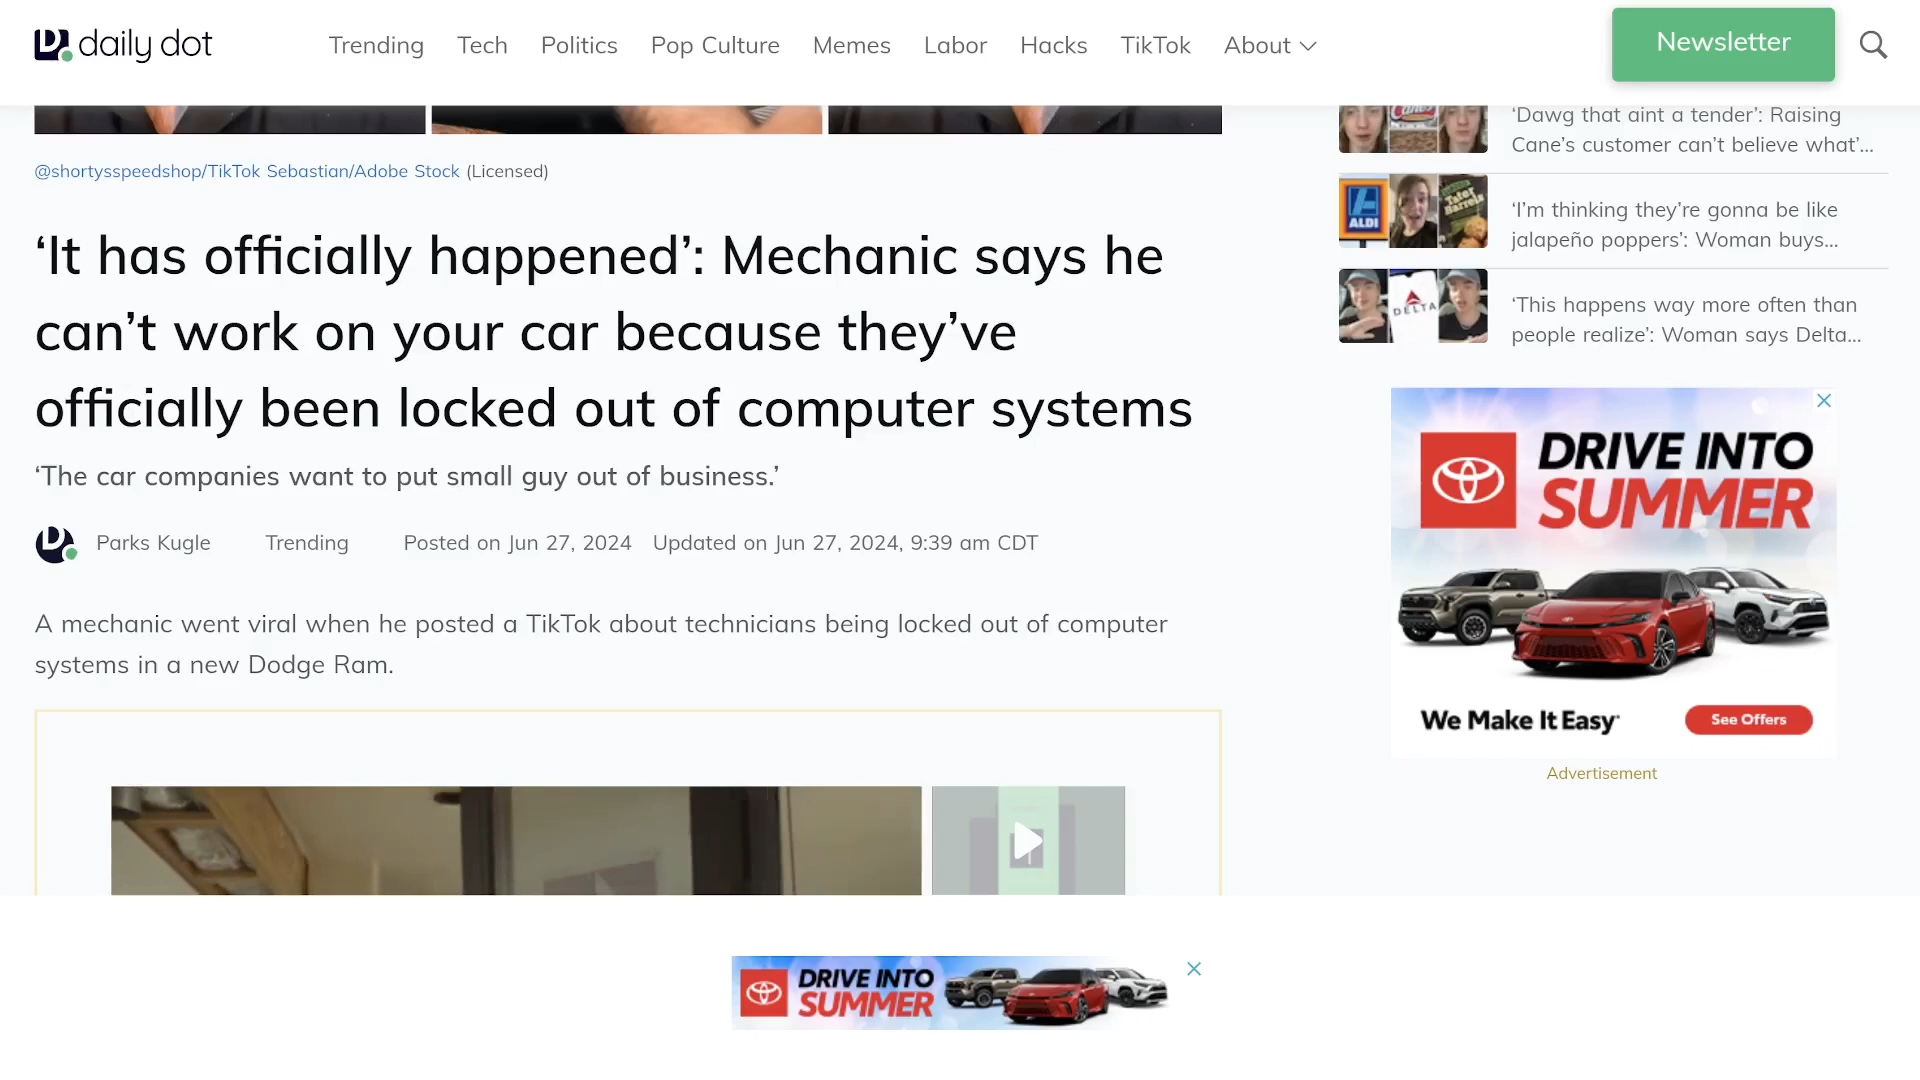 daily dot
Trending
Tech
Politics
Pop Culture
Memes
Labor
Hacks
TikTok
About
Newsletter
@shortysspeedshop/TikTok Sebastian/Adobe Stock (Licensed)
‘It has officially happened’: Mechanic says he
can’t work on your car because they’ve
officially been locked out of computer systems
‘The car companies want to put small guy out of business.’
Parks Kugle
Trending
Posted on Jun 27, 2024
Updated on Jun 27, 2024, 9:39 am CDT
A mechanic went viral when he posted a TikTok about technicians being locked out of computer
systems in a new Dodge Ram.
‘Dawg that aint a tender’: Raising
Cane’s customer can’t believe what’...
ALDI
‘I’m thinking they’re gonna be like
jalapeño poppers’: Woman buys...
DELTA
‘This happens way more often than
people realize’: Woman says Delta...
DRIVE INTO
SUMMER
We Make It Easy
See Offers
Advertisement
DRIVE INTO
SUMMER